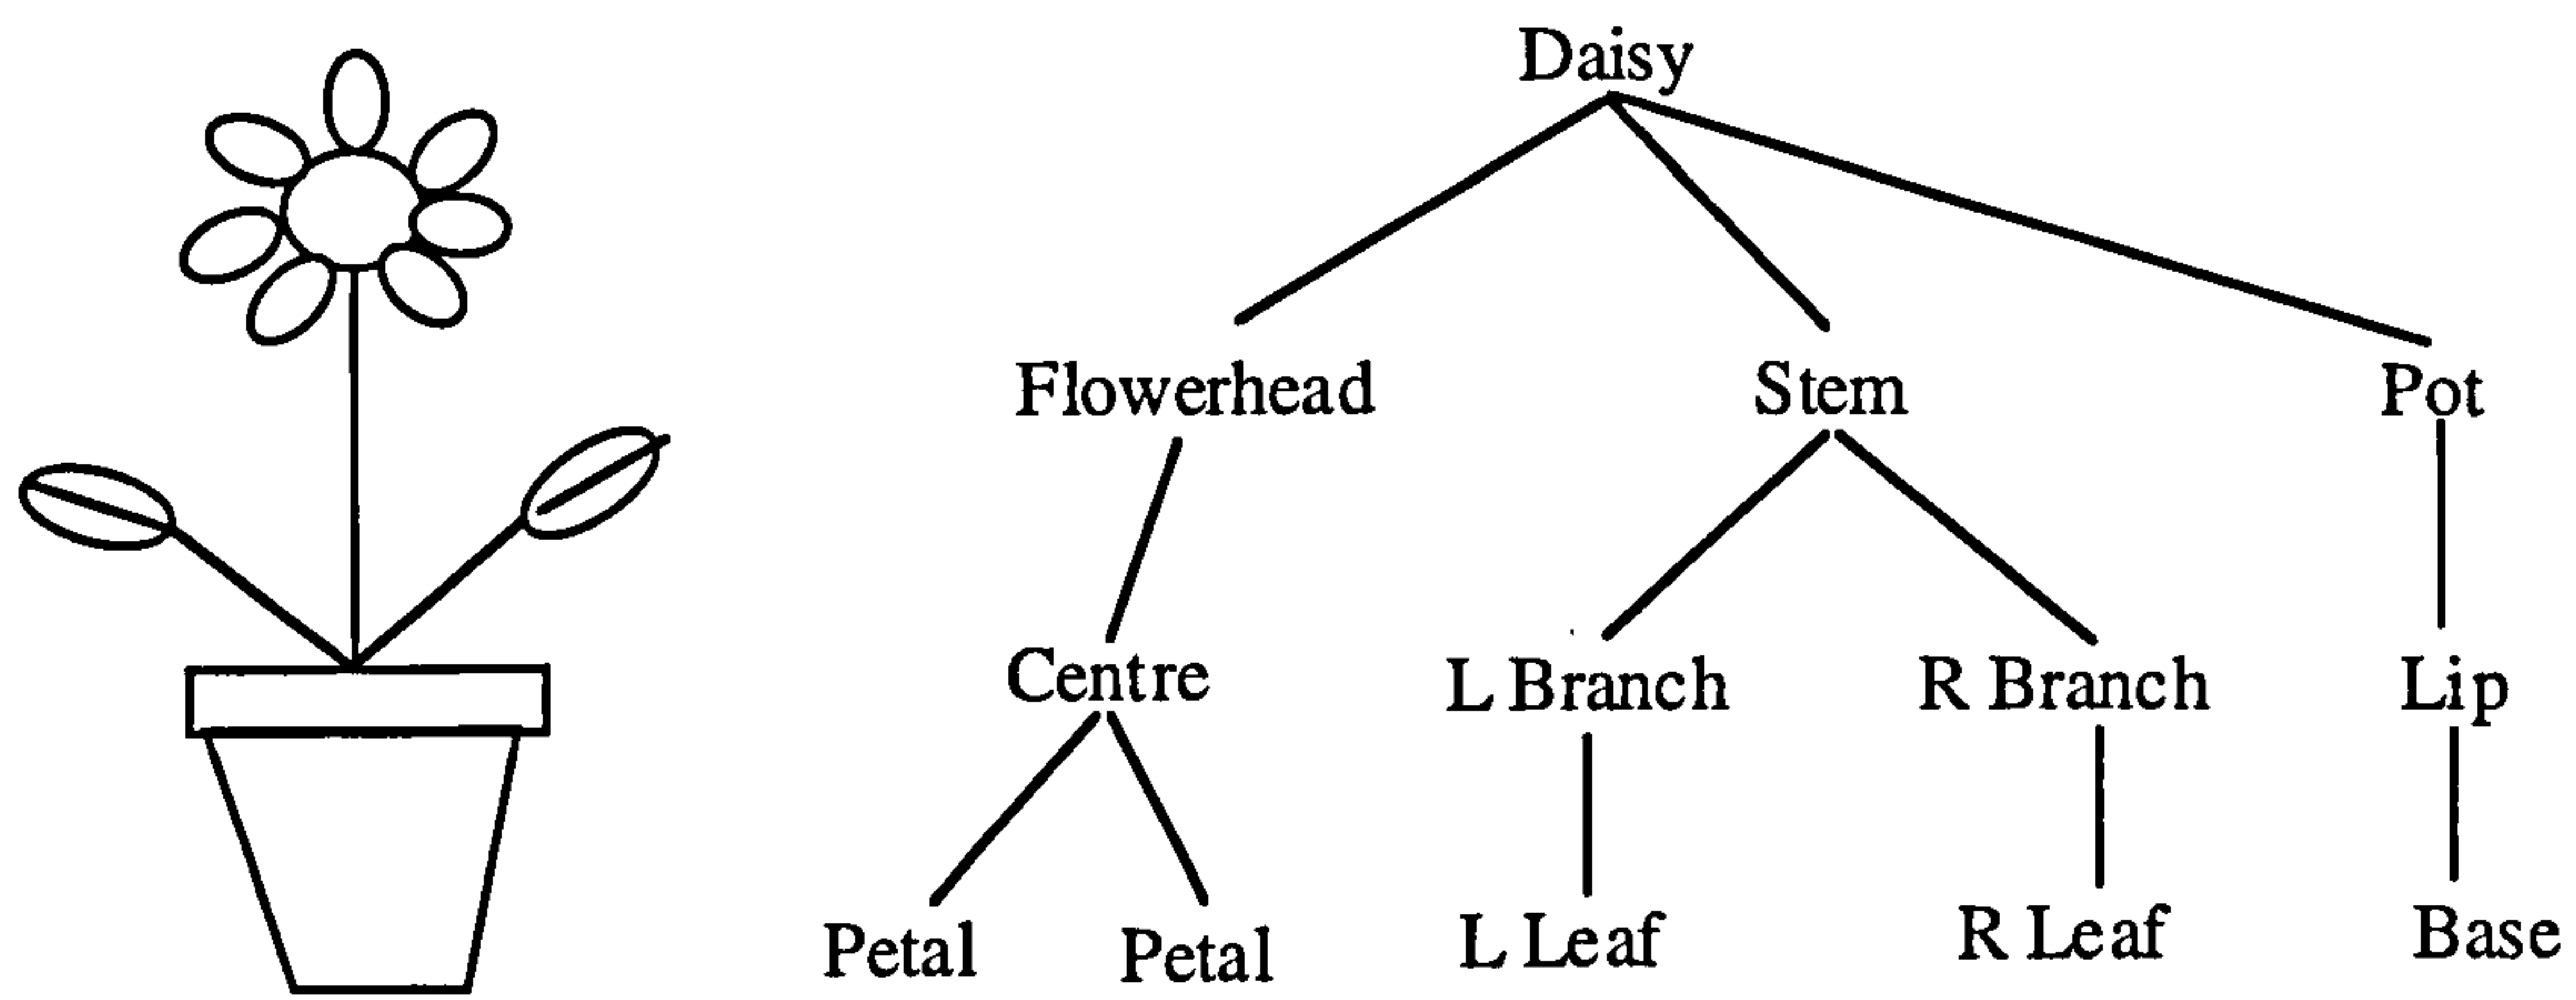 Daisy
Flowerhead Stem Pot
Centre L Branch R Branch Lip
Petal Petal L Leaf R Leaf Base